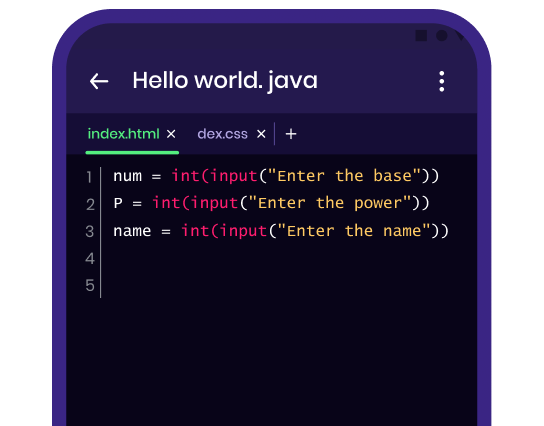 Hello world. java
index.html × dex.css × +
1 num = int(input("Enter the base"))
2 P = int(input("Enter the power"))
3 name = int(input("Enter the name"))
4
5